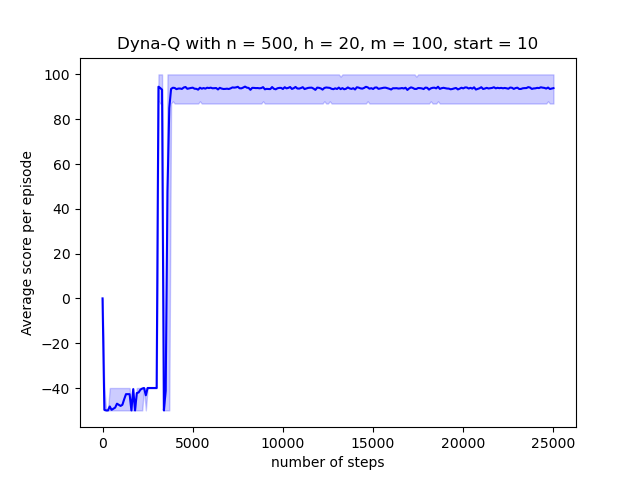 Dyna-Q with n = 500, h = 20, m = 100, start = 10
Average score per episode
100
80
60
40
20
0
−20
−40
0 5000 10000 15000 20000 25000
number of steps